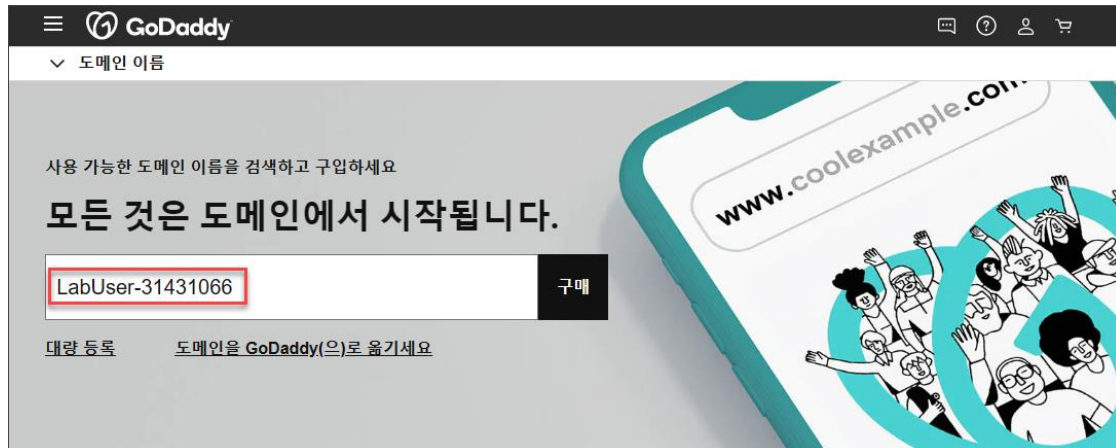 GoDaddy
도메인 이름
www.coolexample.com
사용 가능한 도메인 이름을 검색하고 구입하세요
모든 것은 도메인에서 시작됩니다.
LabUser-31431066
구매
대량 등록
도메인을 GoDaddy(으)로 옮기세요